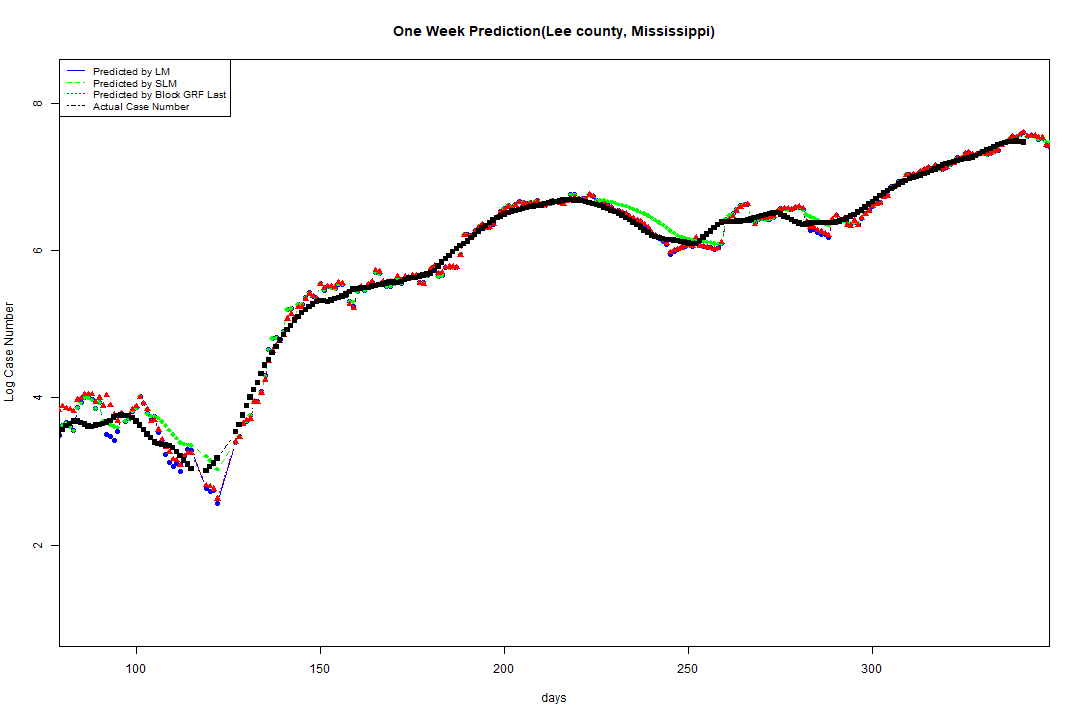 One Week Prediction(Lee county, Mississippi)
Predicted by LM
Predicted by SLM
Predicted by Block GRF Last
Actual Case Number
8
6
4
2
Log Case Number
100 150 200 250 300
days